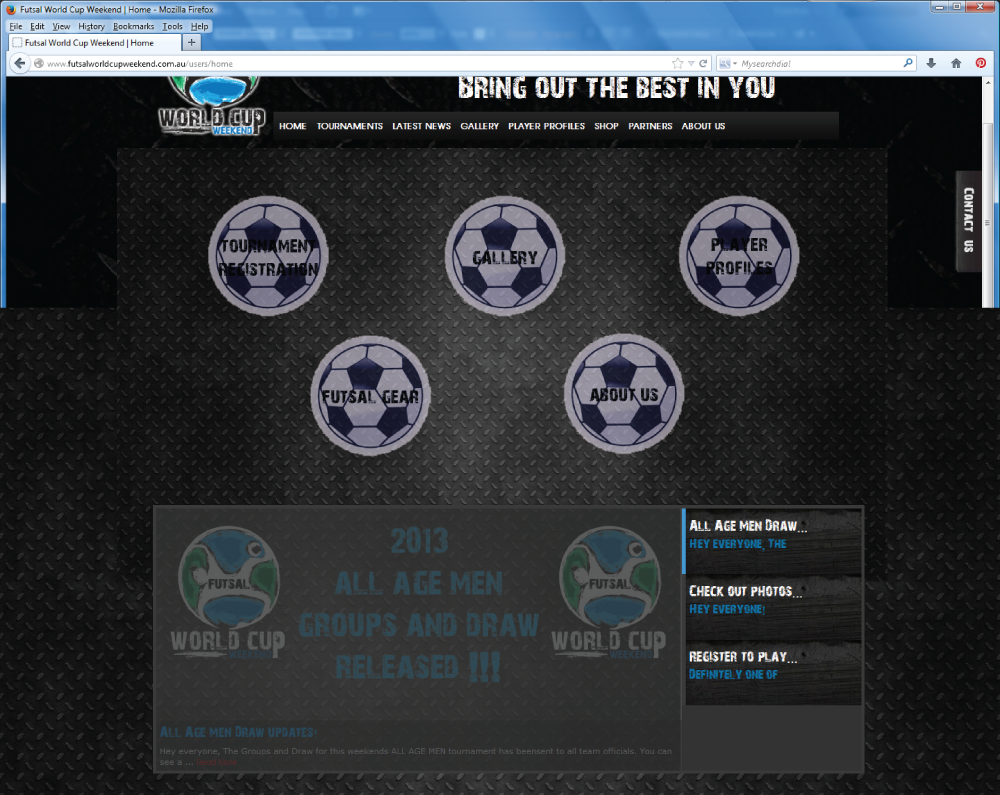 Futsal World Cup Weekend | Home - Mozilla Firefox
File Edit View History Bookmarks Tools Help
Futsal World Cup Weekend | Home
www.futsalworldcupweekend.com.au/users/home
Mysearchdial
BRING OUT THE BEST IN YOU
WORLD CUP
WEEKEND
HOME TOURNAMENTS LATEST NEWS GALLERY PLAYER PROFILES SHOP PARTNERS ABOUT US
CONTACT US
TOURNAMENT
REGISTRATION
GALLERY
PLAYER
PROFILES
FUTSAL GEAR
ABOUT US
FUTSAL
WORLD CUP
WEEKEND
2013
ALL AGE MEN
GROUPS AND DRAW
RELEASED !!!
FUTSAL
WORLD CUP
WEEKEND
All Age men Draw updated!
Hey everyone, The Groups and Draw for this weekends ALL AGE MEN tournament has beensent to all team officials. You can
see a ... Read More
All Age men Draw...
Hey everyone, The
Check out photos...
Hey everyone!
Register to play...
Definitely one of